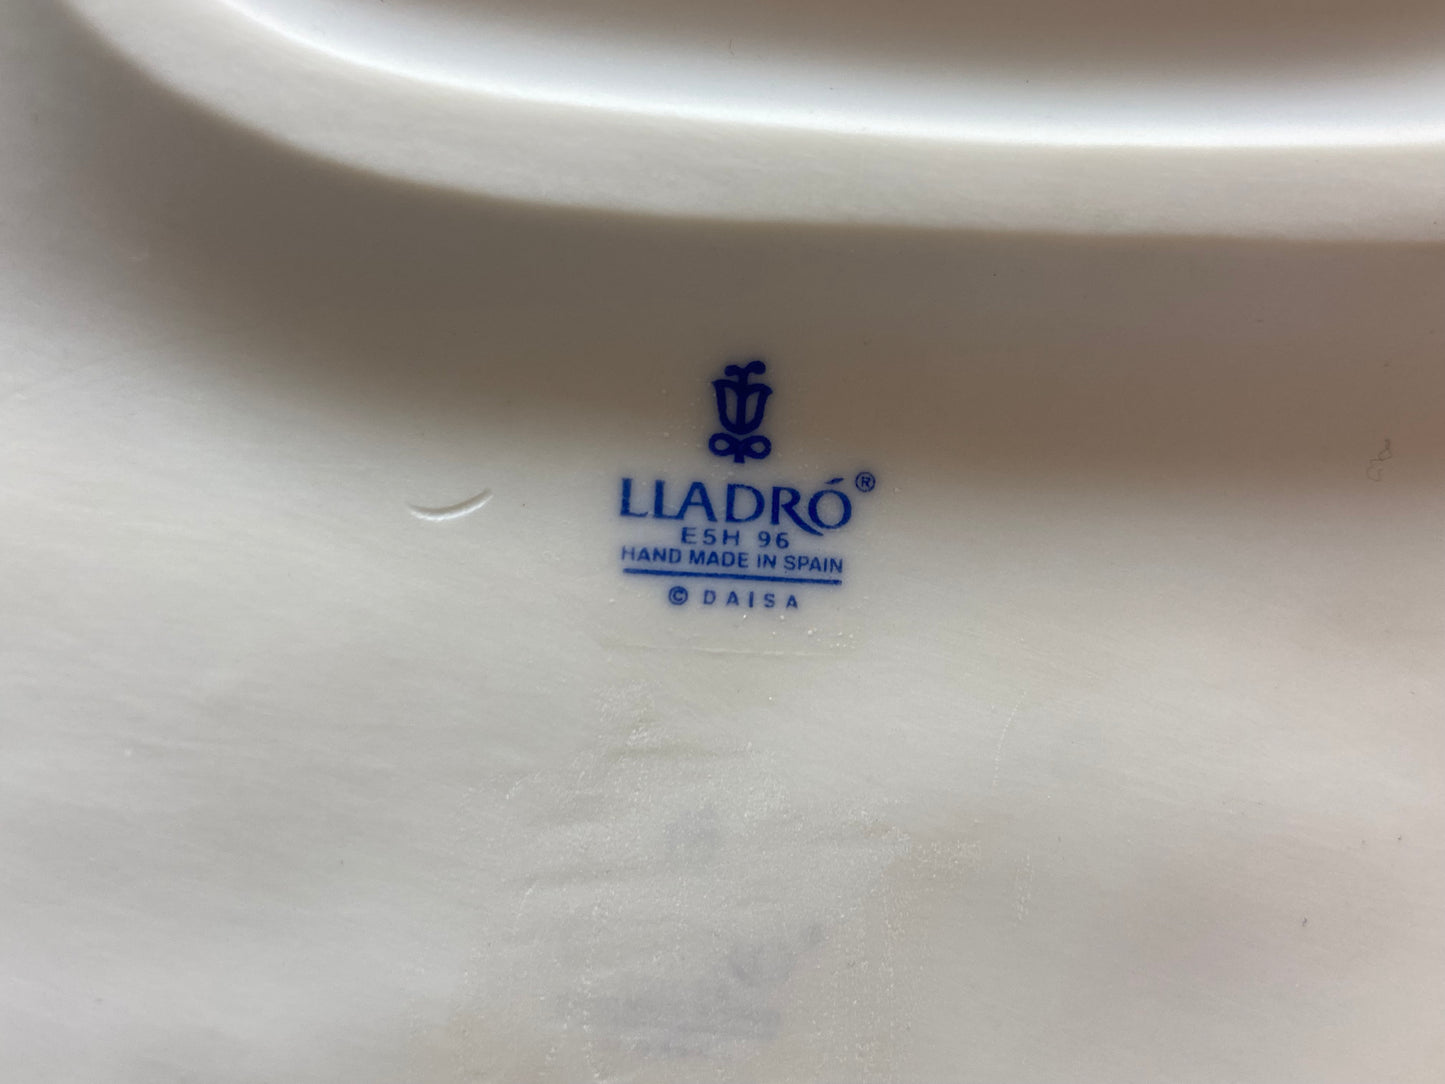 LLADRÓ®
E5H 96
HAND MADE IN SPAIN
© DAISA